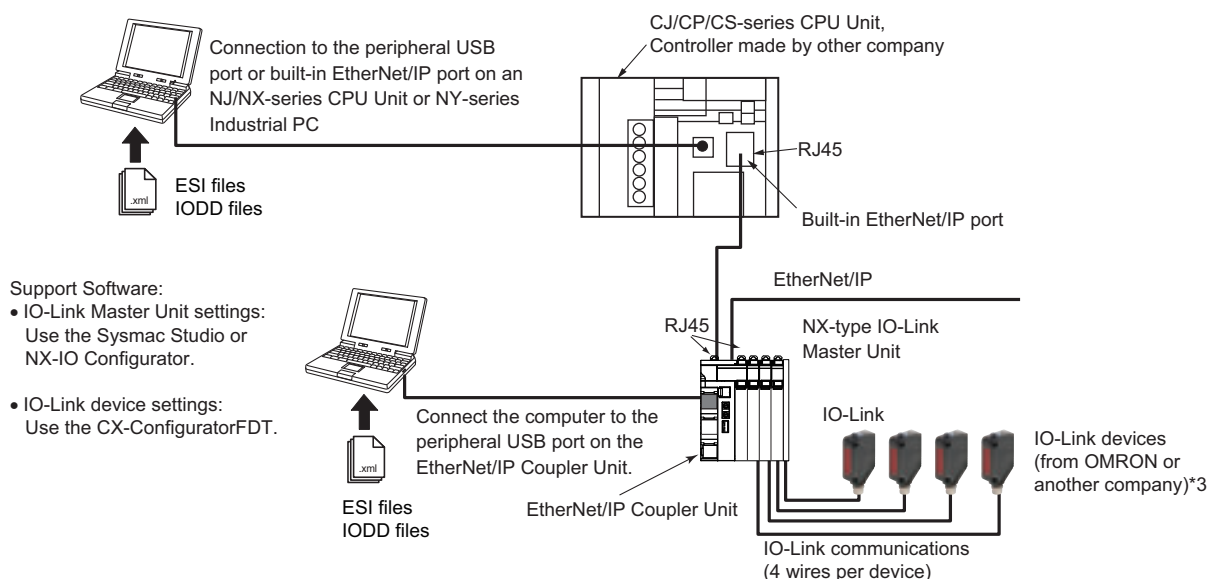 CJ/CP/CS-series CPU Unit,
Controller made by other company
Connection to the peripheral USB
port or built-in EtherNet/IP port on an
NJ/NX-series CPU Unit or NY-series
Industrial PC
.xml
ESI files
IODD files
RJ45
Built-in EtherNet/IP port
EtherNet/IP
Support Software:
• IO-Link Master Unit settings:
Use the Sysmac Studio or
NX-IO Configurator.
• IO-Link device settings:
Use the CX-ConfiguratorFDT.
RJ45
NX-type IO-Link
Master Unit
Connect the computer to the
peripheral USB port on the
EtherNet/IP Coupler Unit.
IO-Link
IO-Link devices
(from OMRON or
another company)*3
.xml
ESI files
IODD files
EtherNet/IP Coupler Unit
IO-Link communications
(4 wires per device)